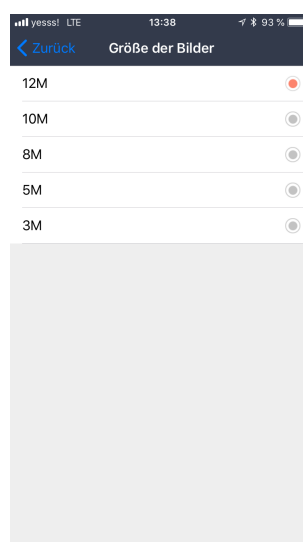 yesss! LTE 13:38 93 %
Zurück Größe der Bilder
12M
10M
8M
5M
3M